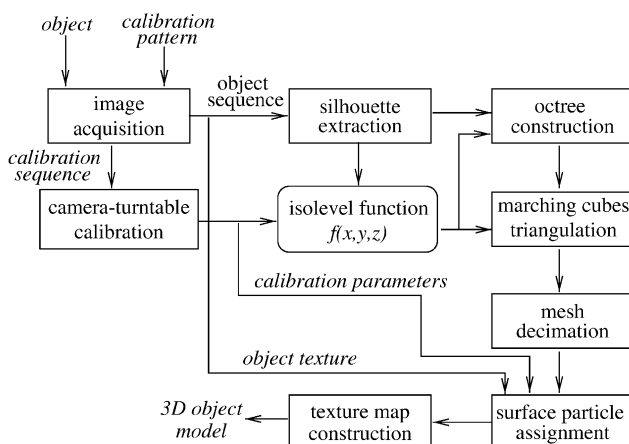 object
calibration
pattern
image
acquisition
object
sequence
silhouette
extraction
octree
construction
calibration
sequence
camera-turntable
calibration
isolevel function
f(x,y,z)
marching cubes
triangulation
calibration parameters
mesh
decimation
object texture
3D object
model
texture map
construction
surface particle
assignment